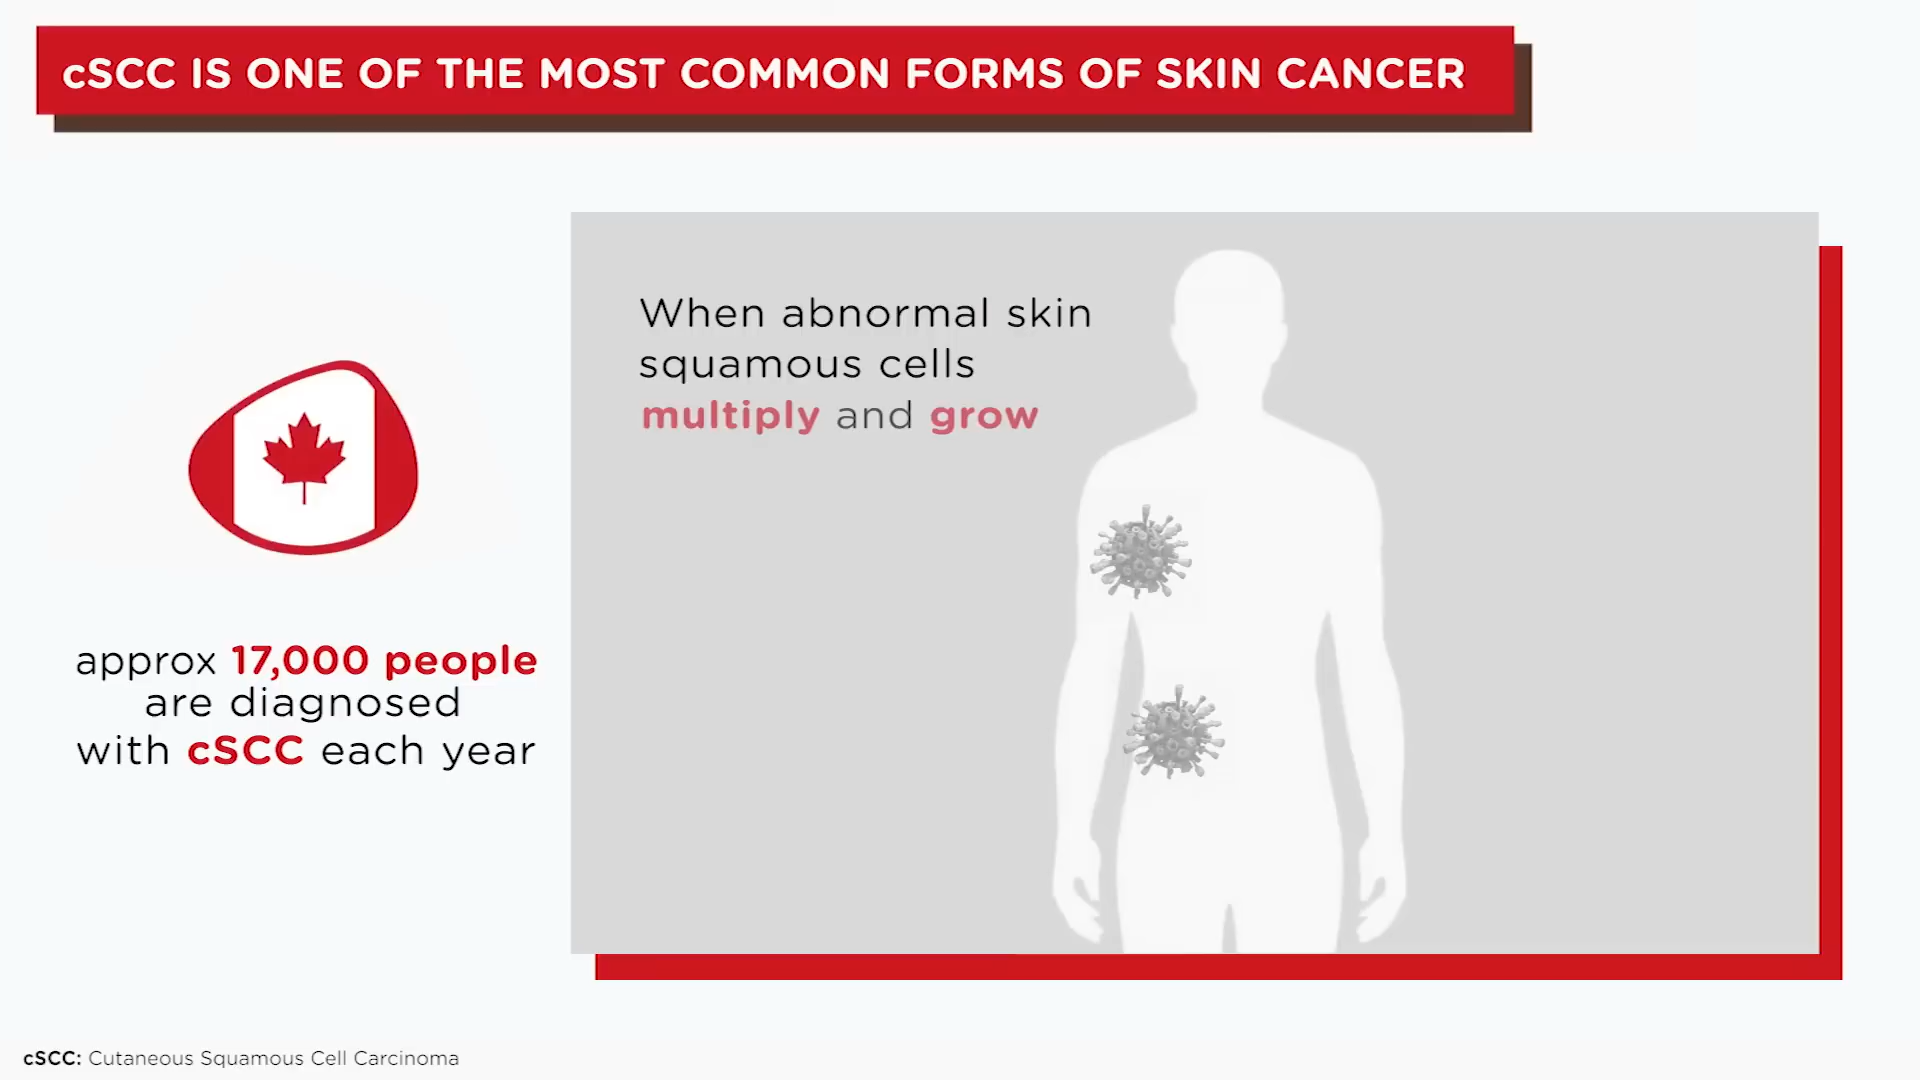 cSCC IS ONE OF THE MOST COMMON FORMS OF SKIN CANCER
When abnormal skin
squamous cells
multiply and grow
approx 17,000 people
are diagnosed
with cSCC each year
cSCC: Cutaneous Squamous Cell Carcinoma